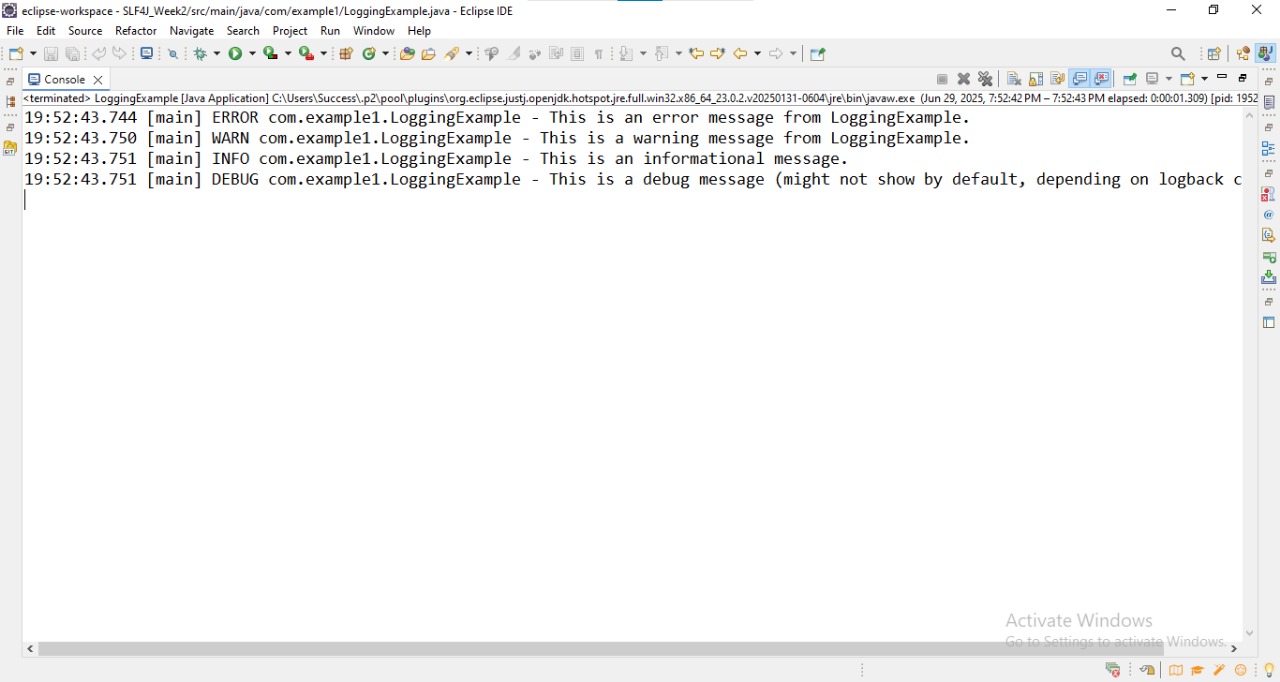 eclipse-workspace - SLF4J_Week2/src/main/java/com/example1/LoggingExample.java - Eclipse IDE
File Edit Source Refactor Navigate Search Project Run Window Help
Console
<terminated> LoggingExample [Java Application] C:\Users\Success\.p2\pool\plugins\org.eclipse.justj.openjdk.hotspot.jre.full.win32.x86_64_23.0.2.v20250131-0604\jre\bin\javaw.exe (Jun 29, 2025, 7:52:42 PM – 7:52:43 PM elapsed: 0:00:01.309) [pid: 1952
19:52:43.744 [main] ERROR com.example1.LoggingExample - This is an error message from LoggingExample.
19:52:43.750 [main] WARN com.example1.LoggingExample - This is a warning message from LoggingExample.
19:52:43.751 [main] INFO com.example1.LoggingExample - This is an informational message.
19:52:43.751 [main] DEBUG com.example1.LoggingExample - This is a debug message (might not show by default, depending on logback c
Activate Windows
Go to Settings to activate Windows.